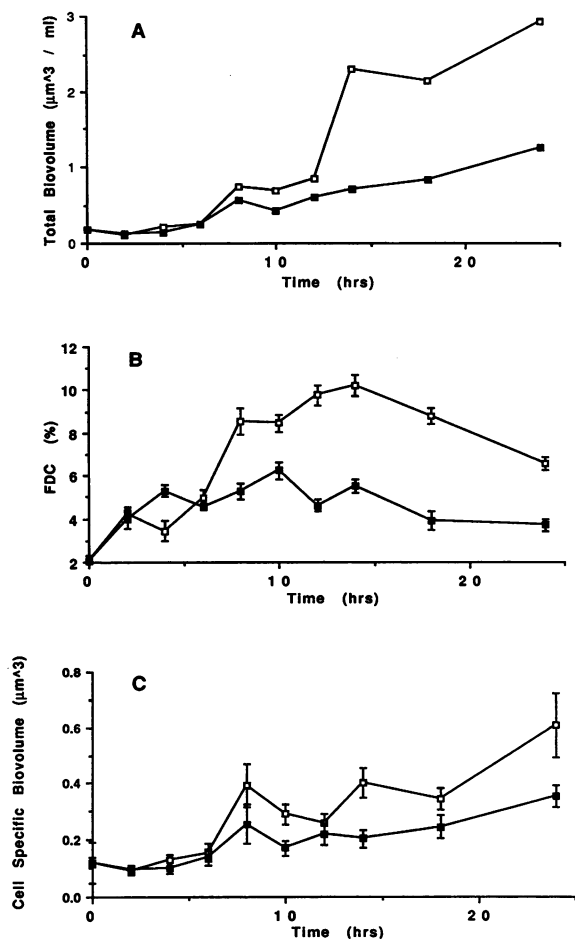 A
Total Biovolume (µm^3 / ml)
3
2
1
0
0 10 20
Time (hrs)
B
FDC (%)
12
10
8
6
4
2
0 10 20
Time (hrs)
C
Cell Specific Biovolume (µm^3)
0.8
0.6
0.4
0.2
0.0
0 10 20
Time (hrs)